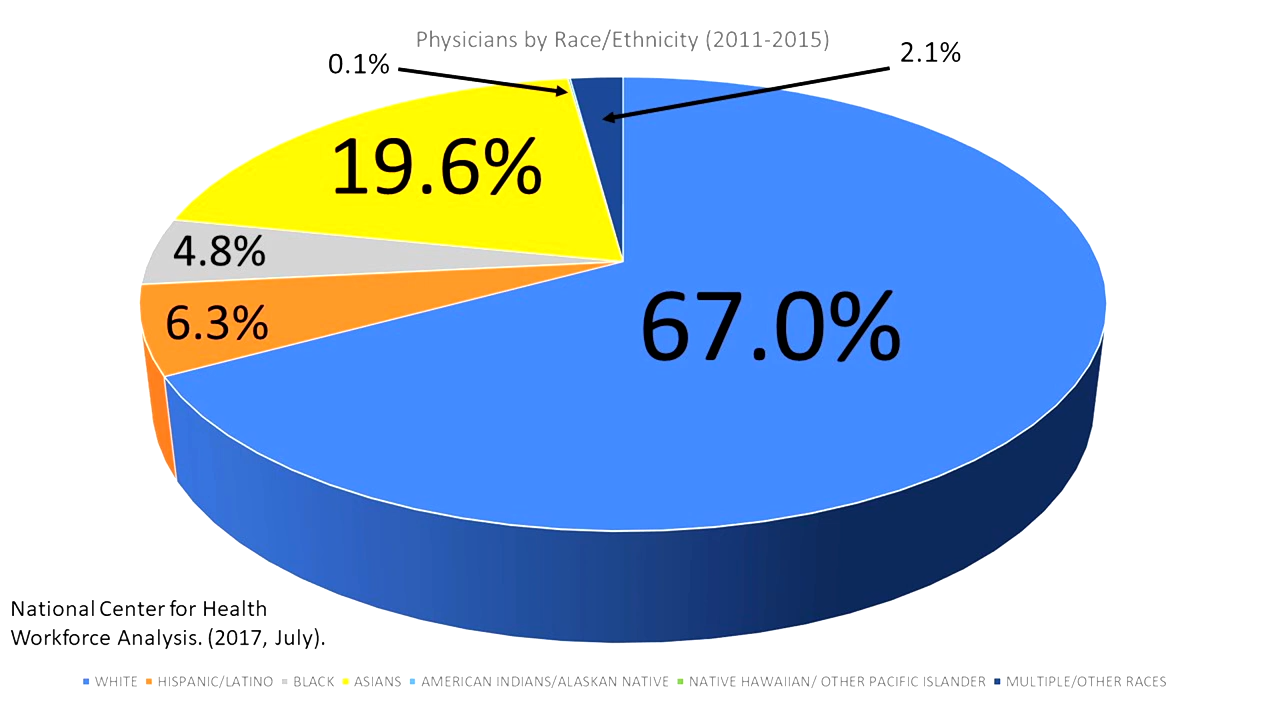 Physicians by Race/Ethnicity (2011-2015)
0.1%
2.1%
19.6%
4.8%
6.3%
67.0%
National Center for Health
Workforce Analysis. (2017, July).
WHITE HISPANIC/LATINO BLACK ASIANS AMERICAN INDIANS/ALASKAN NATIVE NATIVE HAWAIIAN/ OTHER PACIFIC ISLANDER MULTIPLE/OTHER RACES